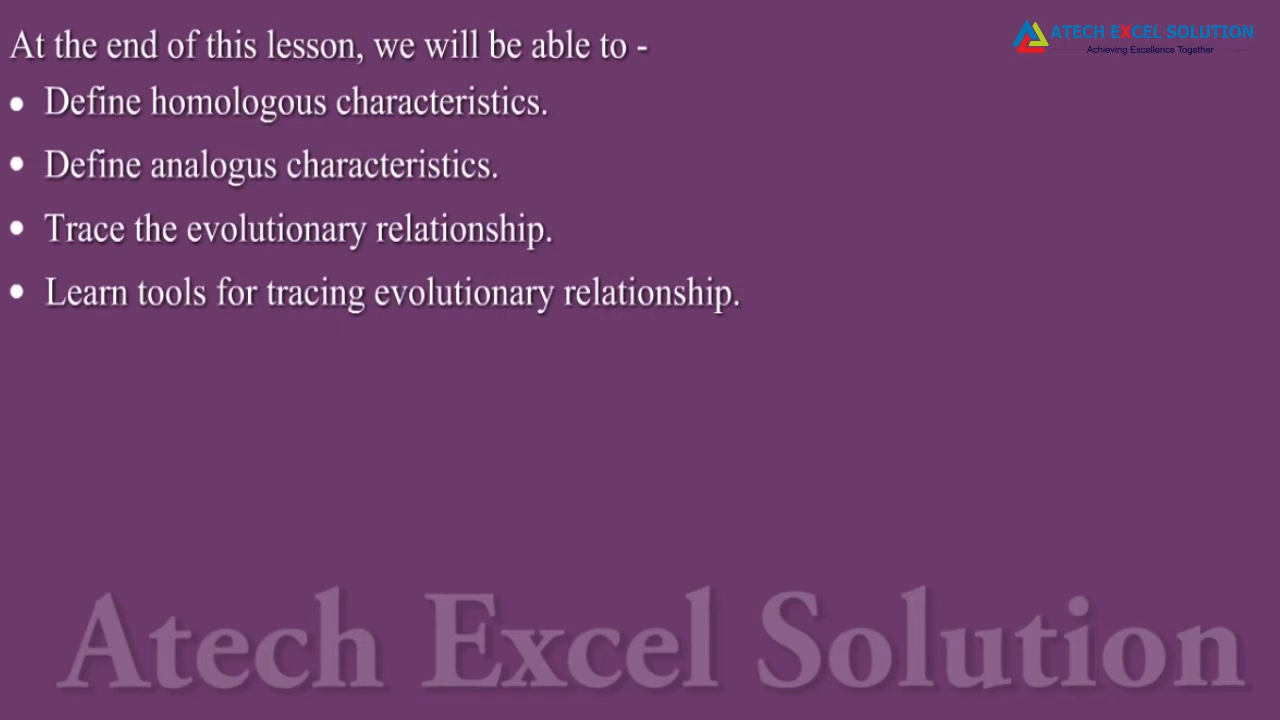 At the end of this lesson, we will be able to -
ATECH EXCEL SOLUTION
Achieving Excellence Together
• Define homologous characteristics.
• Define analogus characteristics.
• Trace the evolutionary relationship.
• Learn tools for tracing evolutionary relationship.
Atech Excel Solution